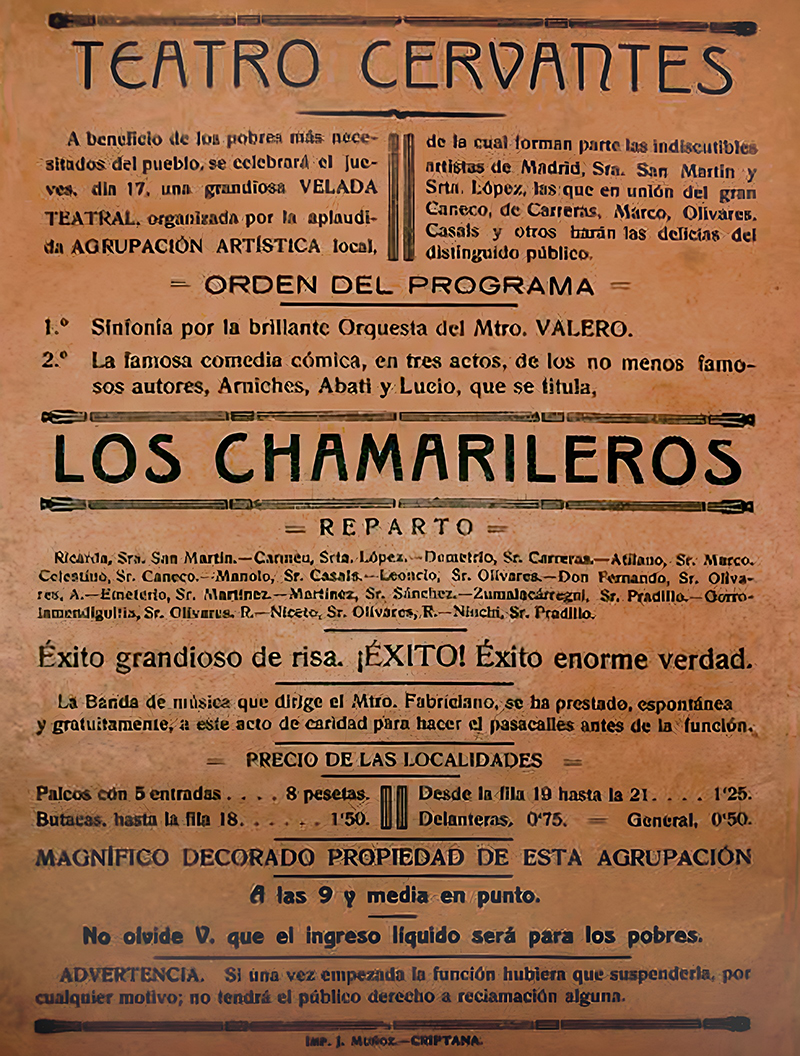 TEATRO CERVANTES
A beneficio de los pobres más nece-
sitados del pueblo, se celebrará el jue-
ves, dia 17, una grandiosa VELADA
TEATRAL, organizada por la aplaudi-
da AGRUPACIÓN ARTÍSTICA local,
de la cual forman parte las indiscutibles
artistas de Madrid, Sra. San Martin y
Srta. López, las que en unión del gran
Caneco, de Carreras, Marco, Olivares,
Casals y otros harán las delicias del
distinguido público.
= ORDEN DEL PROGRAMA =
1.º Sinfonía por la brillante Orquesta del Mtro. VALERO.
2.º La famosa comedia cómica, en tres actos, de los no menos famo-
sos autores, Arniches, Abati y Lucio, que se titula,
LOS CHAMARILEROS
= REPARTO =
Ricarda, Sra. San Martin.—Carmen, Srta. López.—Demetrio, Sr. Carreras.—Atilano, Sr. Marco.
Celestino, Sr. Caneco.—Manolo, Sr. Casals.—Leoncio, Sr. Olivares.—Don Fernando, Sr. Oliva-
res, A.—Emeterio, Sr. Martinez.—Martinez, Sr. Sánchez.—Zumalacárregni, Sr. Pradillo.—Gorro-
Sr. Olivares. R.—Niceto, Sr. Olivares, R.—Sr. Pradillo.
Éxito grandioso de risa. ¡ÉXITO! Éxito enorme verdad.
La Banda de música que dirige el Mtro. Fabriciano, se ha prestado, espontánea
y gratuitamente, a este acto de caridad para hacer el pasacalles antes de la función.
= PRECIO DE LAS LOCALIDADES =
Palcos con 5 entradas . . . . 8 pesetas.
Butacas, hasta la fila 18. . . . . . . 1'50.
Desde la fila 19 hasta la 21. . . . . 1'25.
Delanteras, 0'75. = General, 0'50.
MAGNÍFICO DECORADO PROPIEDAD DE ESTA AGRUPACIÓN
A las 9 y media en punto.
No olvide V. que el ingreso líquido será para los pobres.
ADVERTENCIA. Si una vez empezada la función hubiera que suspenderla, por
cualquier motivo; no tendrá el público derecho a reclamación alguna.
IMP. J. MUÑOZ.—CRIPTANA.